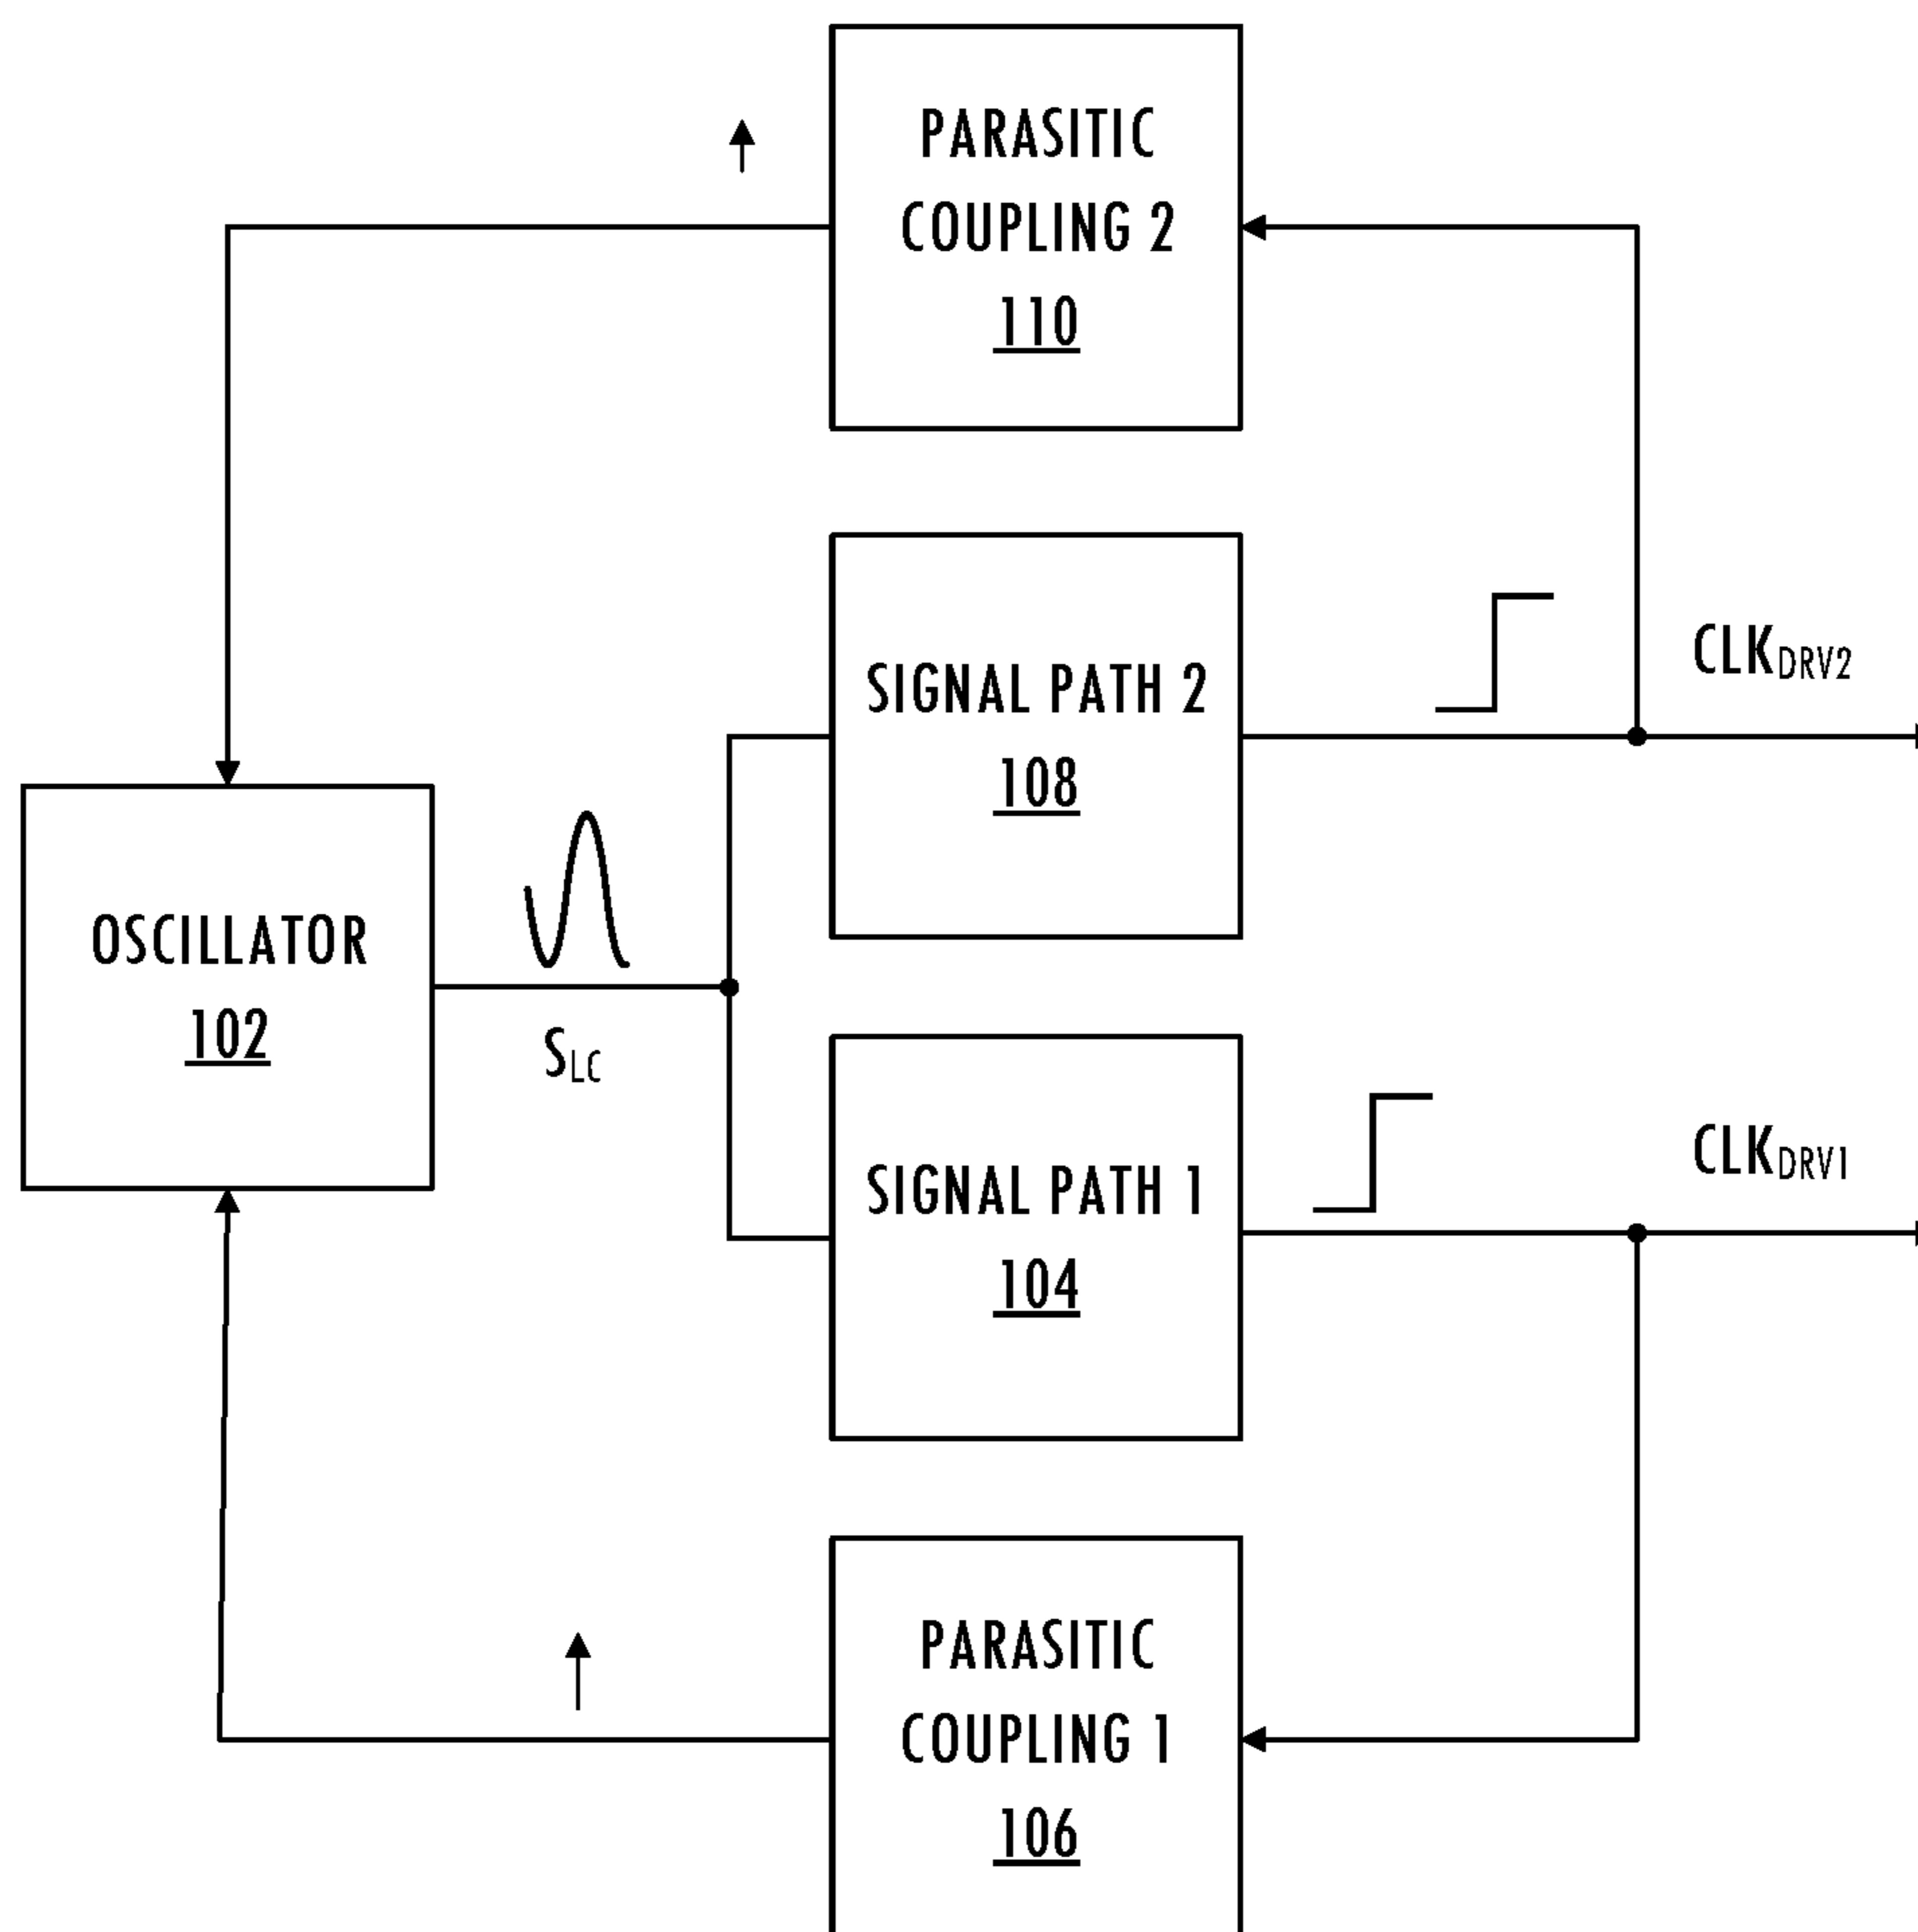 PARASITIC
COUPLING 2
110
SIGNAL PATH 2
108
CLKDRV2
OSCILLATOR
102
SLC
SIGNAL PATH 1
104
CLKDRV1
PARASITIC
COUPLING 1
106